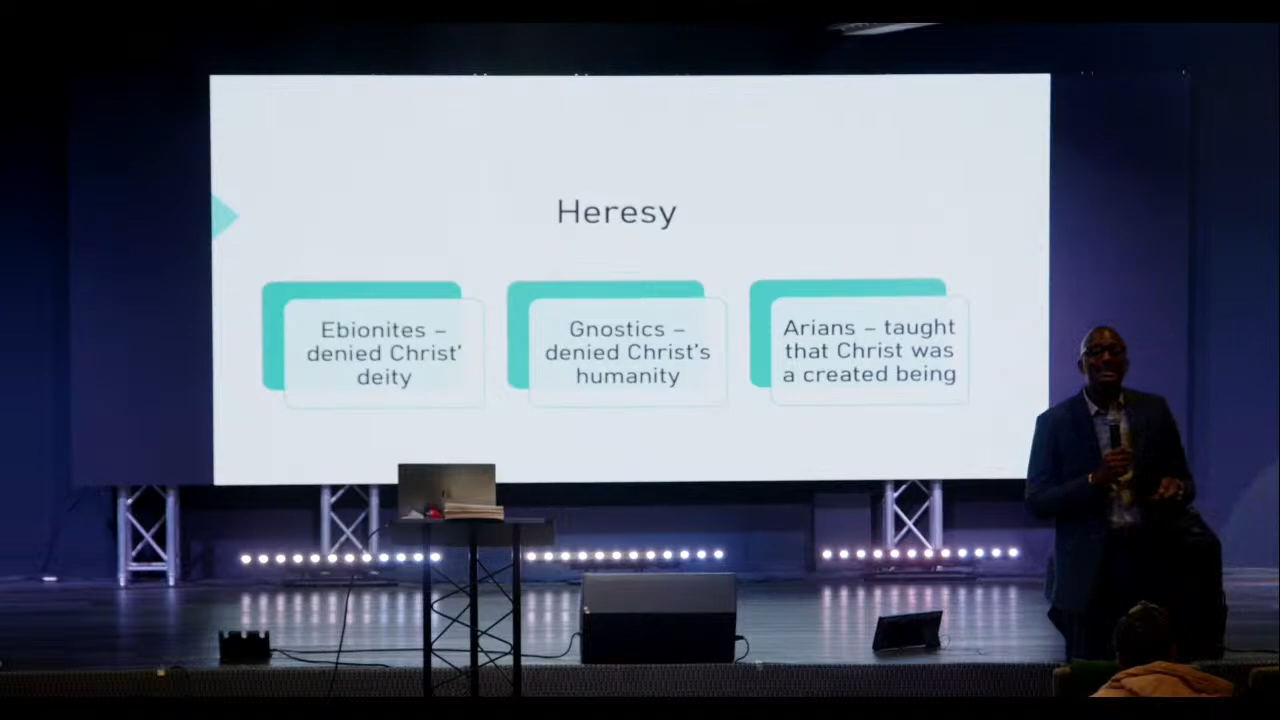 Heresy
Ebionites –
denied Christ'
deity
Gnostics –
denied Christ's
humanity
Arians – taught
that Christ was
a created being